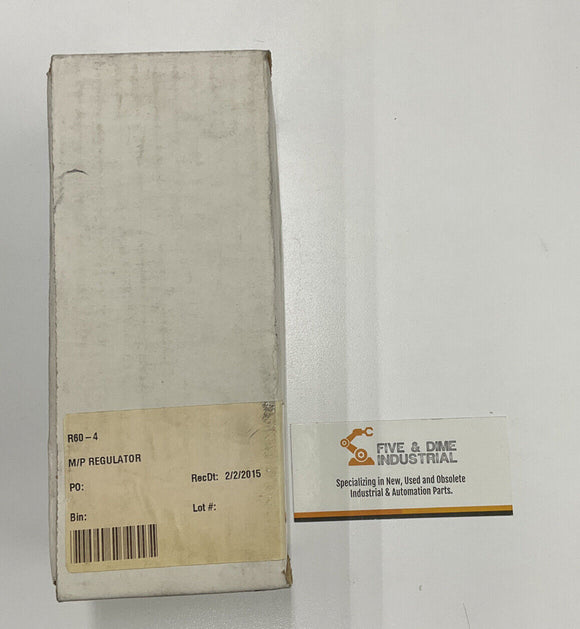 R60-4
M/P REGULATOR
PO:
RecDt: 2/2/2015
Bin:
Lot #:
FIVE & DIME
INDUSTRIAL
Specializing in New, Used and Obsolete
Industrial & Automation Parts.